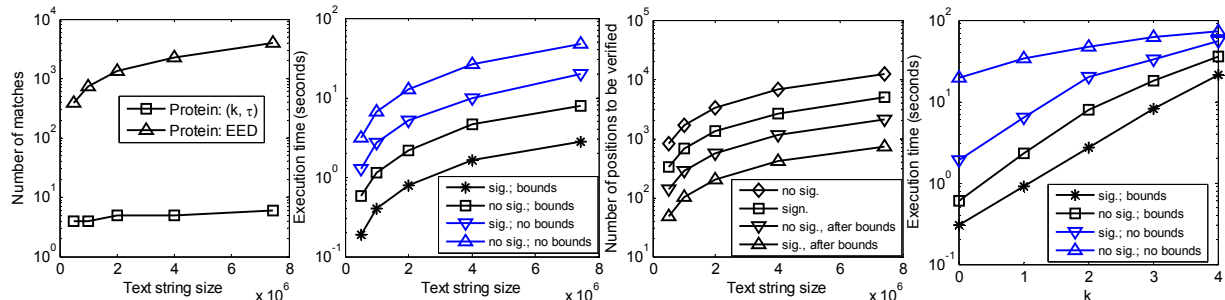 Number of matches
10^4
10^3
10^2
10^1
10^0
Protein: (k, τ)
Protein: EED
0 2 4 6 8
Text string size x 10^6
Execution time (seconds)
10^2
10^1
10^0
10^-1
sig.; bounds
no sig.; bounds
sig.; no bounds
no sig.; no bounds
0 2 4 6 8
Text string size x 10^6
Number of positions to be verified
10^5
10^4
10^3
10^2
10^1
no sig.
sign.
no sig., after bounds
sig., after bounds
0 2 4 6 8
Text string size x 10^6
Execution time (seconds)
10^2
10^1
10^0
10^-1
sig.; bounds
no sig.; bounds
sig.; no bounds
no sig.; no bounds
0 1 2 3 4
k